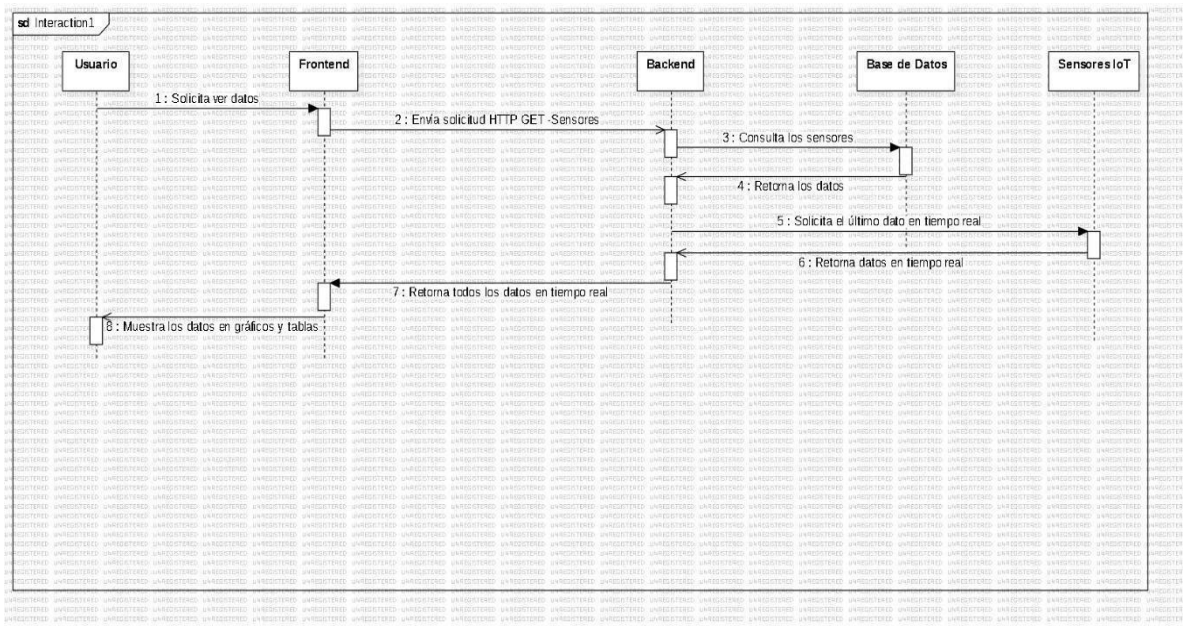 sd Interaction1
Usuario
Frontend
Backend
Base de Datos
Sensores IoT
1 : Solicita ver datos
2 : Envía solicitud HTTP GET -Sensores
3 : Consulta los sensores
4 : Retorna los datos
5 : Solicita el último dato en tiempo real
6 : Retorna datos en tiempo real
7 : Retorna todos los datos en tiempo real
8 : Muestra los datos en gráficos y tablas
UNREGISTERED